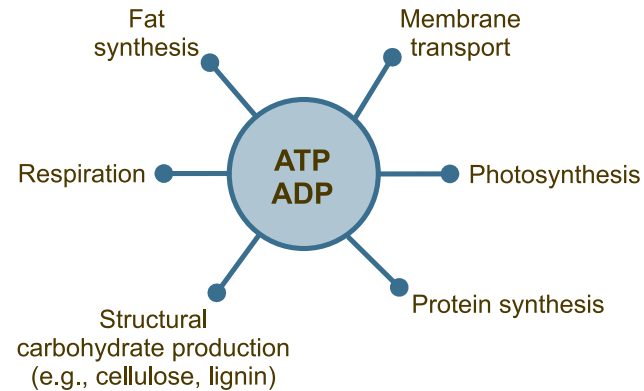 Fat
synthesis
Membrane
transport
Respiration
ATP
ADP
Photosynthesis
Structural
carbohydrate production
(e.g., cellulose, lignin)
Protein synthesis